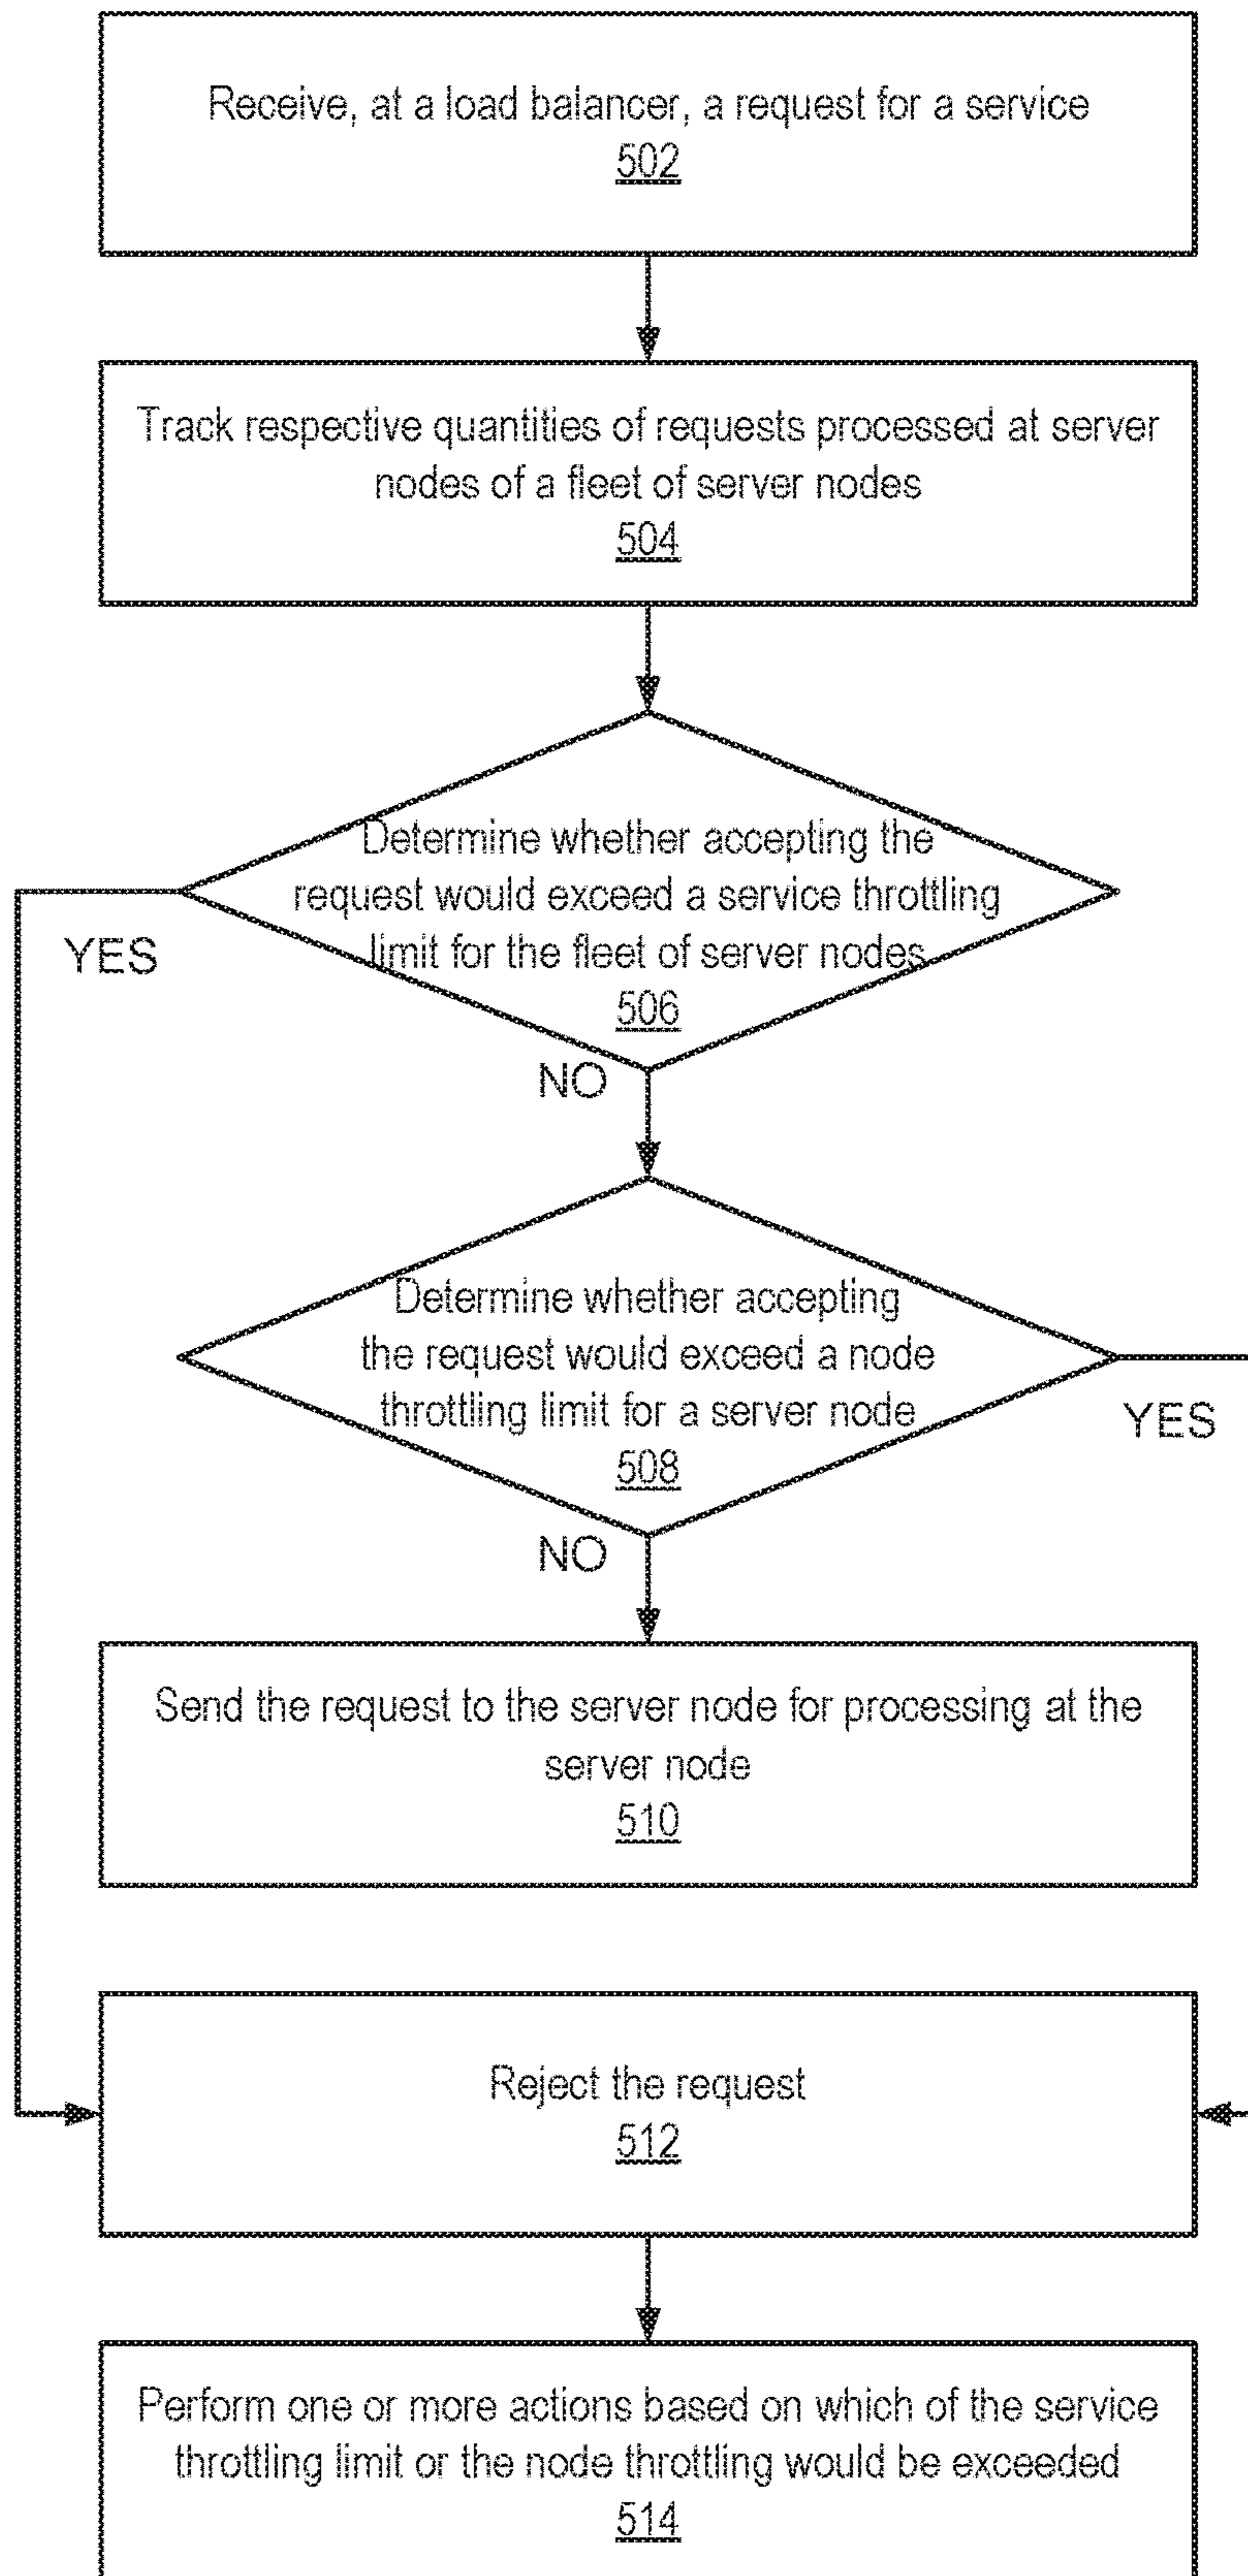 Receive, at a load balancer, a request for a service
502
Track respective quantities of requests processed at server
nodes of a fleet of server nodes
504
Determine whether accepting the
request would exceed a service throttling
limit for the fleet of server nodes
506
YES
NO
Determine whether accepting
the request would exceed a node
throttling limit for a server node
508
YES
NO
Send the request to the server node for processing at the
server node
510
Reject the request
512
Perform one or more actions based on which of the service
throttling limit or the node throttling would be exceeded
514